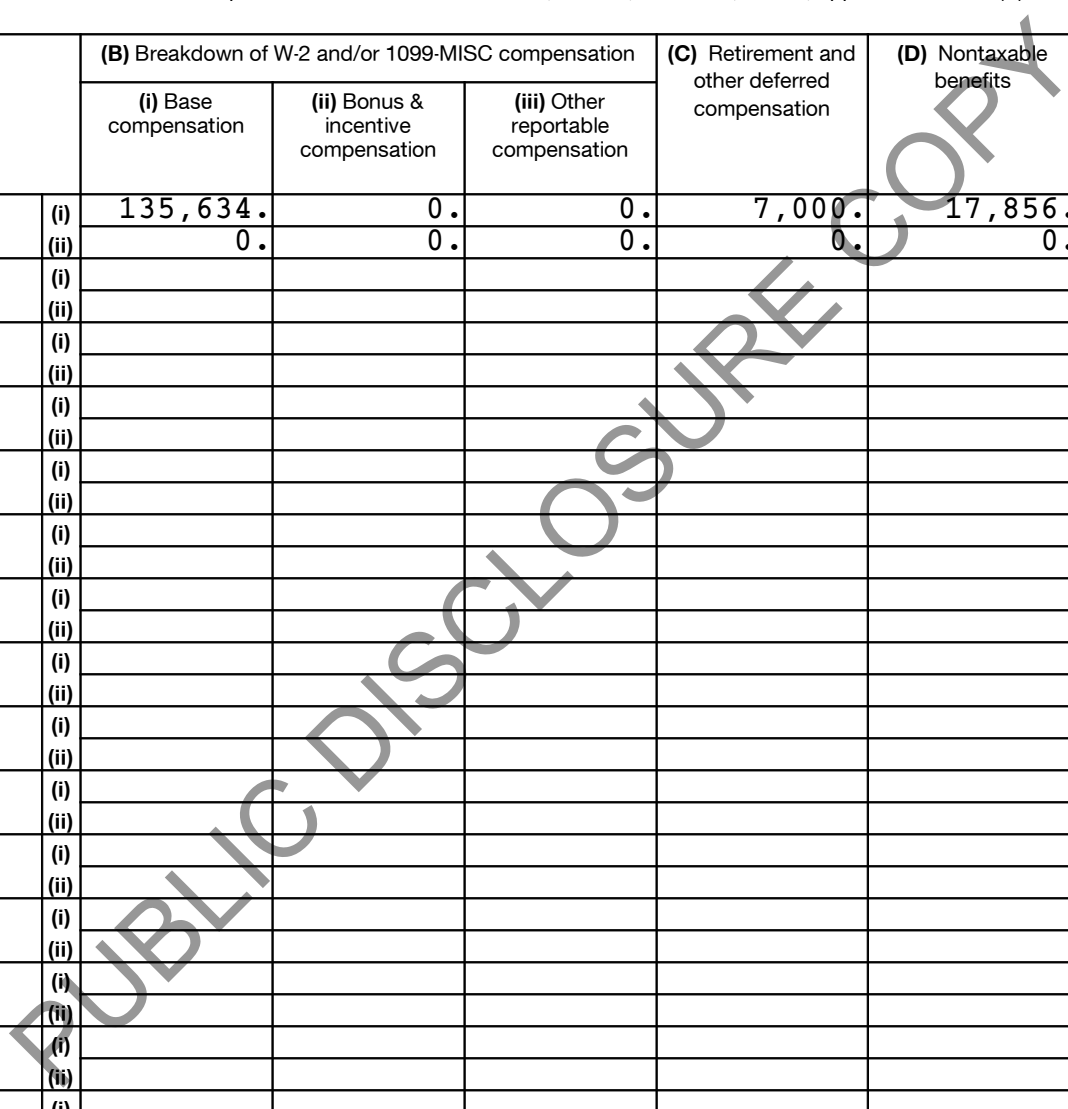 (B) Breakdown of W-2 and/or 1099-MISC compensation
(C) Retirement and
other deferred
compensation
(D) Nontaxable
benefits
(i) Base
compensation
(ii) Bonus &
incentive
compensation
(iii) Other
reportable
compensation
(i) 135,634. 0. 0. 7,000. 17,856.
(ii) 0. 0. 0. 0. 0.
(i)
(ii)
(i)
(ii)
(i)
(ii)
(i)
(ii)
(i)
(ii)
(i)
(ii)
(i)
(ii)
(i)
(ii)
(i)
(ii)
(i)
(ii)
(i)
(ii)
(i)
(ii)
(i)
(ii)
(i)
PUBLIC DISCLOSURE COPY